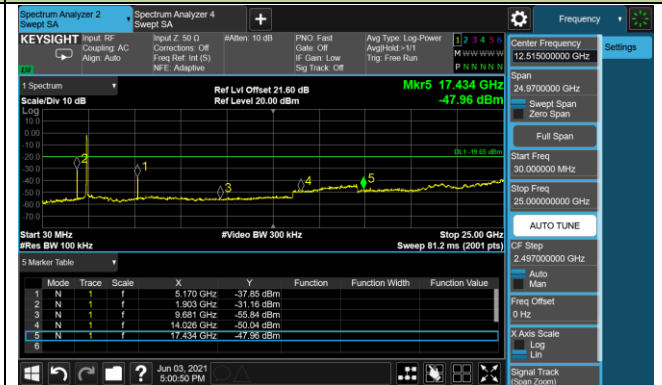 Spectrum Analyzer 2
Swept SA
Spectrum Analyzer 4
Swept SA
+
Frequency
KEYSIGHT
Input: RF
Coupling: AC
Align: Auto
Input Z: 50 Ω
Corrections: Off
Freq Ref: Int (S)
NFE: Adaptive
#Atten: 10 dB
PNO: Fast
Gate: Off
IF Gain: Low
Sig Track: Off
Avg Type: Log-Power
Avg|Hold:>1/1
Trig: Free Run
1 2 3 4 5 6
M W W W W W
P N N N N N
Center Frequency
12.515000000 GHz
Settings
Span
24.9700000 GHz
Swept Span
Zero Span
Full Span
Start Freq
30.000000 MHz
Stop Freq
25.000000000 GHz
AUTO TUNE
CF Step
2.497000000 GHz
Auto
Man
Freq Offset
0 Hz
X Axis Scale
Log
Lin
Signal Track
(Span Zoom)
1 Spectrum
Scale/Div 10 dB
Ref Lvl Offset 21.60 dB
Ref Level 20.00 dBm
Mkr5 17.434 GHz
-47.96 dBm
Log
10.0
0.00
-10.0
-20.0
-30.0
-40.0
-50.0
-60.0
-70.0
DL1 -19.65 dBm
2
1
3
4
5
Start 30 MHz
#Res BW 100 kHz
#Video BW 300 kHz
Stop 25.00 GHz
Sweep 81.2 ms (2001 pts)
5 Marker Table
Mode Trace Scale X Y Function Function Width Function Value
1 N 1 f 5.170 GHz -37.85 dBm
2 N 1 f 1.903 GHz -31.16 dBm
3 N 1 f 9.681 GHz -55.84 dBm
4 N 1 f 14.026 GHz -50.04 dBm
5 N 1 f 17.434 GHz -47.96 dBm
6
?
Jun 03, 2021
5:00:50 PM